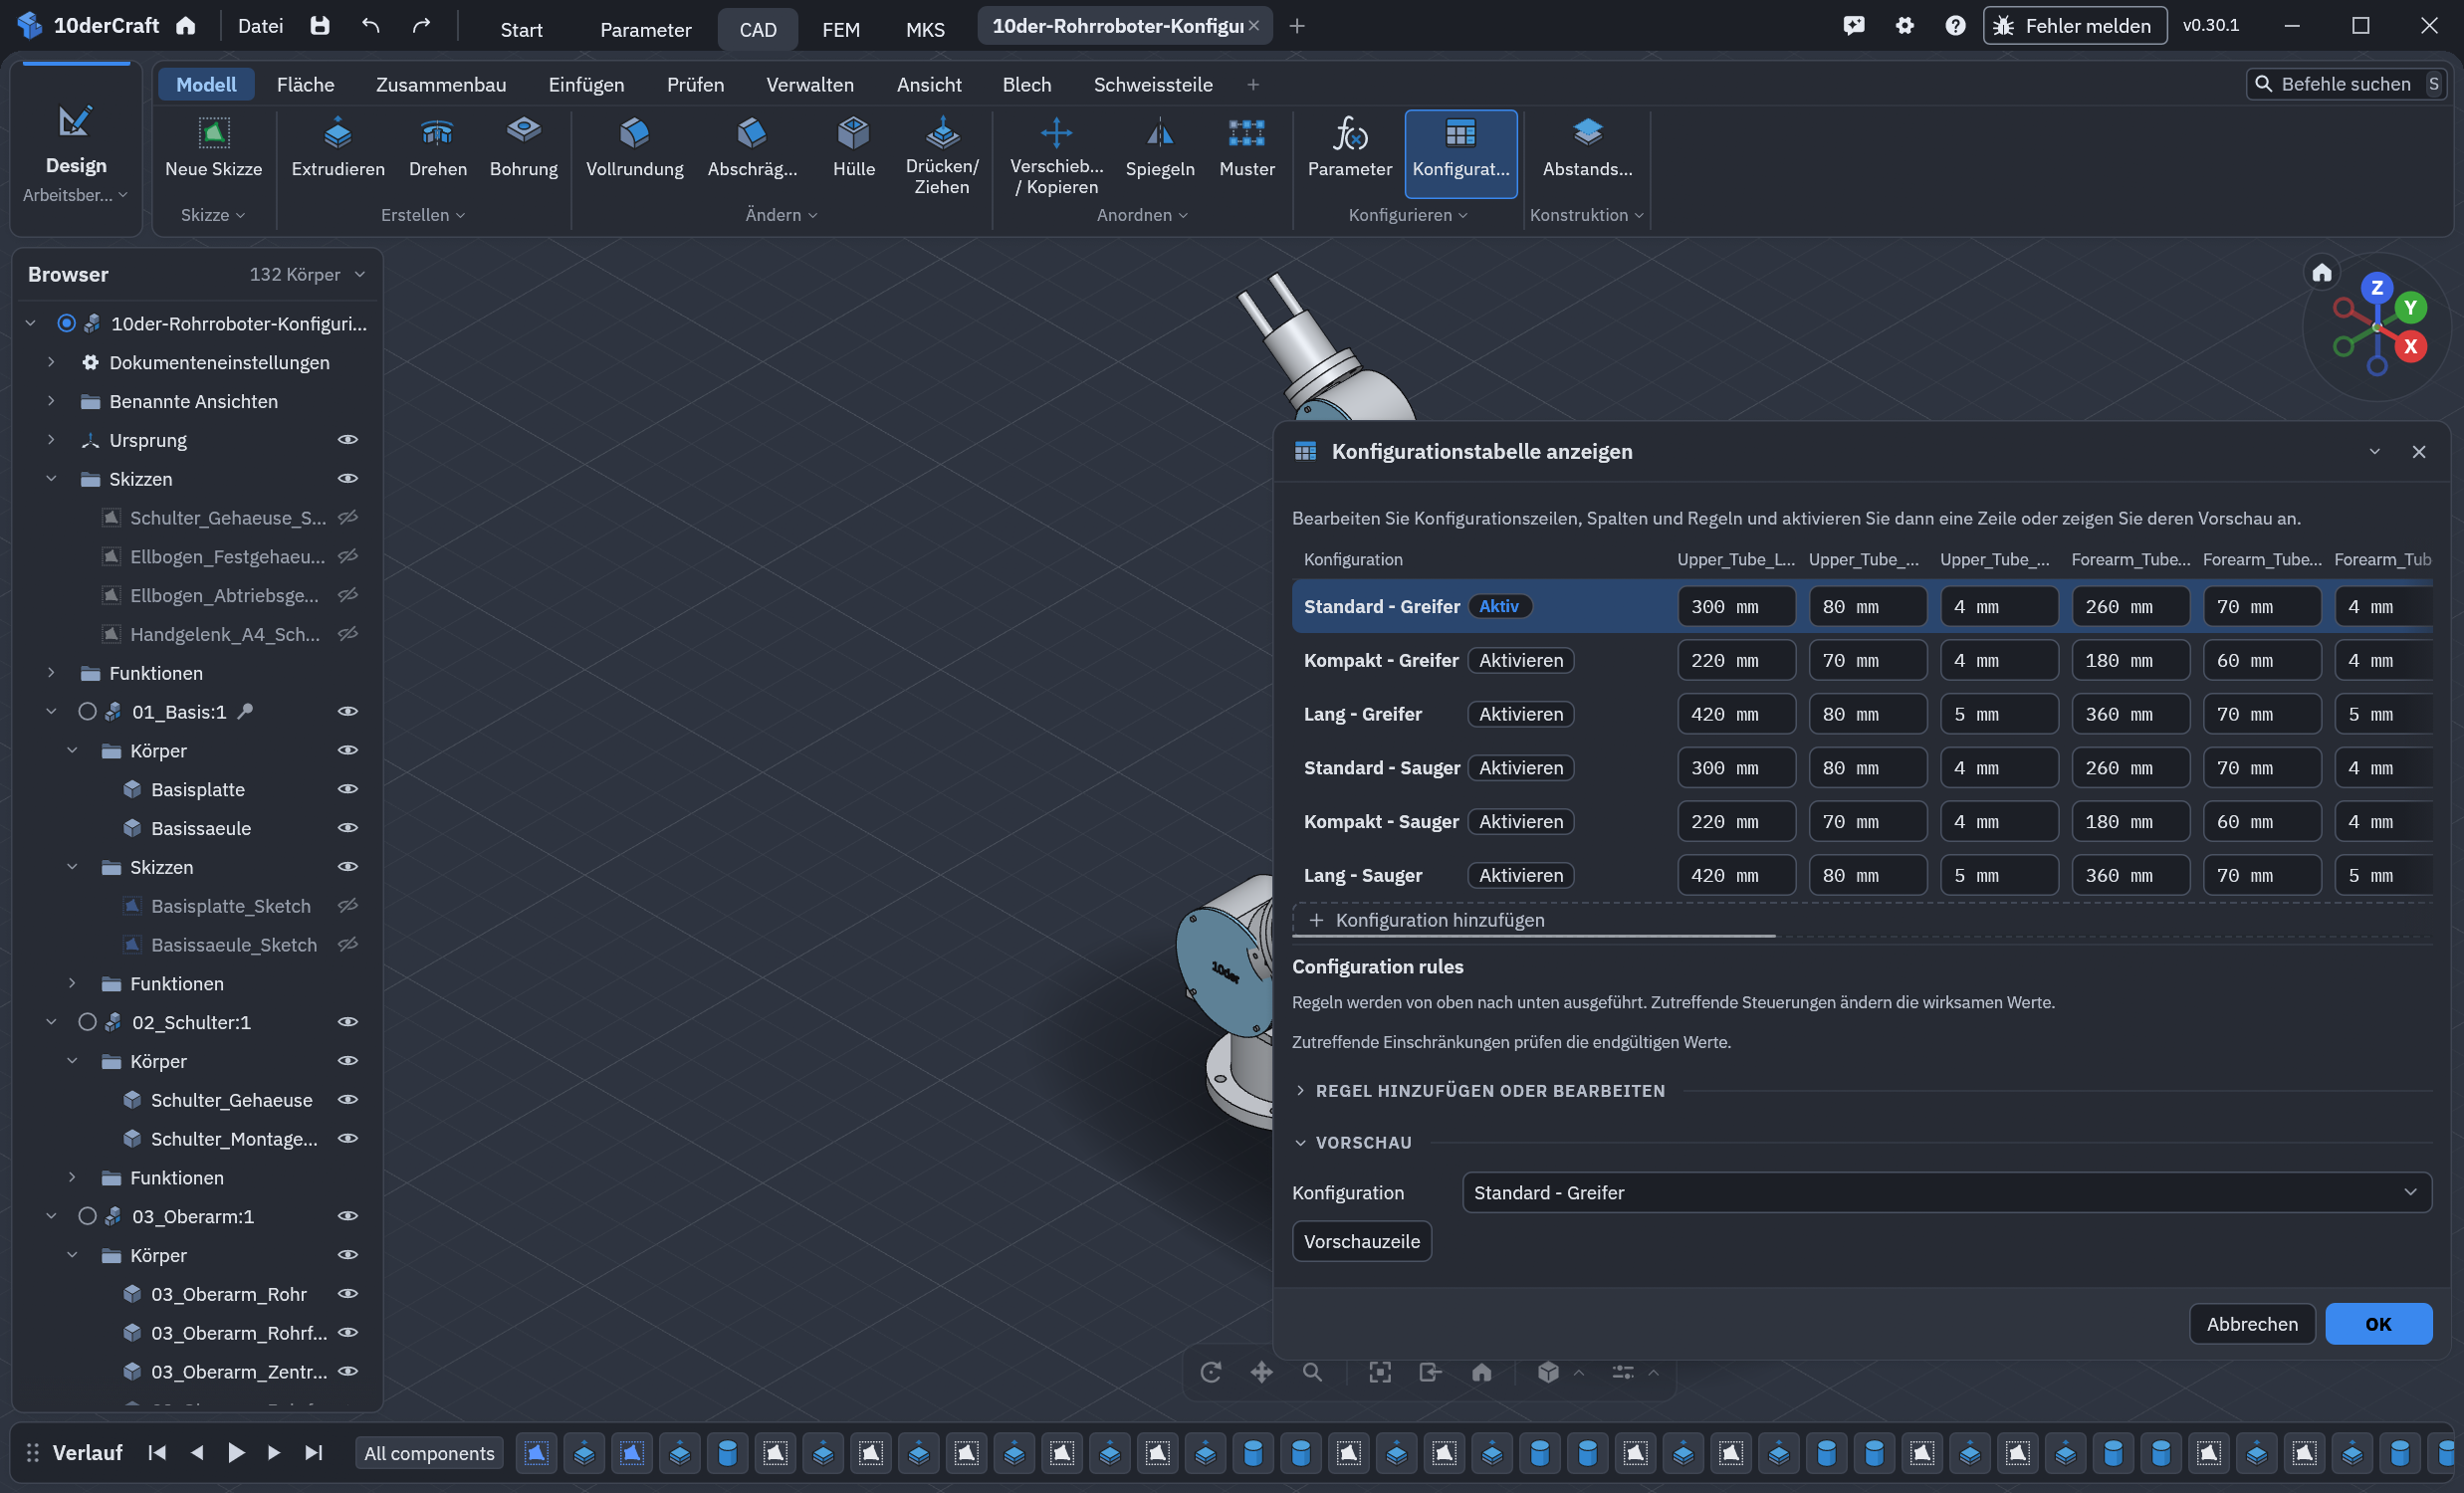 10derCraft
Datei
Start
Parameter
CAD
FEM
MKS
10der-Rohrroboter-Konfigur
Fehler melden
v0.30.1
Design
Arbeitsber...
Modell
Fläche
Zusammenbau
Einfügen
Prüfen
Verwalten
Ansicht
Blech
Schweissteile
Befehle suchen S
Neue Skizze
Extrudieren
Drehen
Bohrung
Vollrundung
Abschräg...
Hülle
Drücken/
Ziehen
Verschieb...
/ Kopieren
Spiegeln
Muster
Parameter
Konfigurat...
Abstands...
Skizze
Erstellen
Ändern
Anordnen
Konfigurieren
Konstruktion
Browser
132 Körper
10der-Rohrroboter-Konfiguri...
Dokumenteneinstellungen
Benannte Ansichten
Ursprung
Skizzen
Schulter_Gehaeuse_S...
Ellbogen_Festgehaeu...
Ellbogen_Abtriebsge...
Handgelenk_A4_Sch...
Funktionen
01_Basis:1
Körper
Basisplatte
Basissaeule
Skizzen
Basisplatte_Sketch
Basissaeule_Sketch
Funktionen
02_Schulter:1
Körper
Schulter_Gehaeuse
Schulter_Montage...
Funktionen
03_Oberarm:1
Körper
03_Oberarm_Rohr
03_Oberarm_Rohrf...
03_Oberarm_Zentr...
Z
Y
X
10der
Konfigurationstabelle anzeigen
Bearbeiten Sie Konfigurationszeilen, Spalten und Regeln und aktivieren Sie dann eine Zeile oder zeigen Sie deren Vorschau an.
Konfiguration Upper_Tube_L... Upper_Tube_... Upper_Tube_... Forearm_Tube... Forearm_Tube... Forearm_Tub
Standard - Greifer Aktiv 300 mm 80 mm 4 mm 260 mm 70 mm 4 mm
Kompakt - Greifer Aktivieren 220 mm 70 mm 4 mm 180 mm 60 mm 4 mm
Lang - Greifer Aktivieren 420 mm 80 mm 5 mm 360 mm 70 mm 5 mm
Standard - Sauger Aktivieren 300 mm 80 mm 4 mm 260 mm 70 mm 4 mm
Kompakt - Sauger Aktivieren 220 mm 70 mm 4 mm 180 mm 60 mm 4 mm
Lang - Sauger Aktivieren 420 mm 80 mm 5 mm 360 mm 70 mm 5 mm
Konfiguration hinzufügen
Configuration rules
Regeln werden von oben nach unten ausgeführt. Zutreffende Steuerungen ändern die wirksamen Werte.
Zutreffende Einschränkungen prüfen die endgültigen Werte.
REGEL HINZUFÜGEN ODER BEARBEITEN
VORSCHAU
Konfiguration Standard - Greifer
Vorschauzeile
Abbrechen
OK
Verlauf
All components